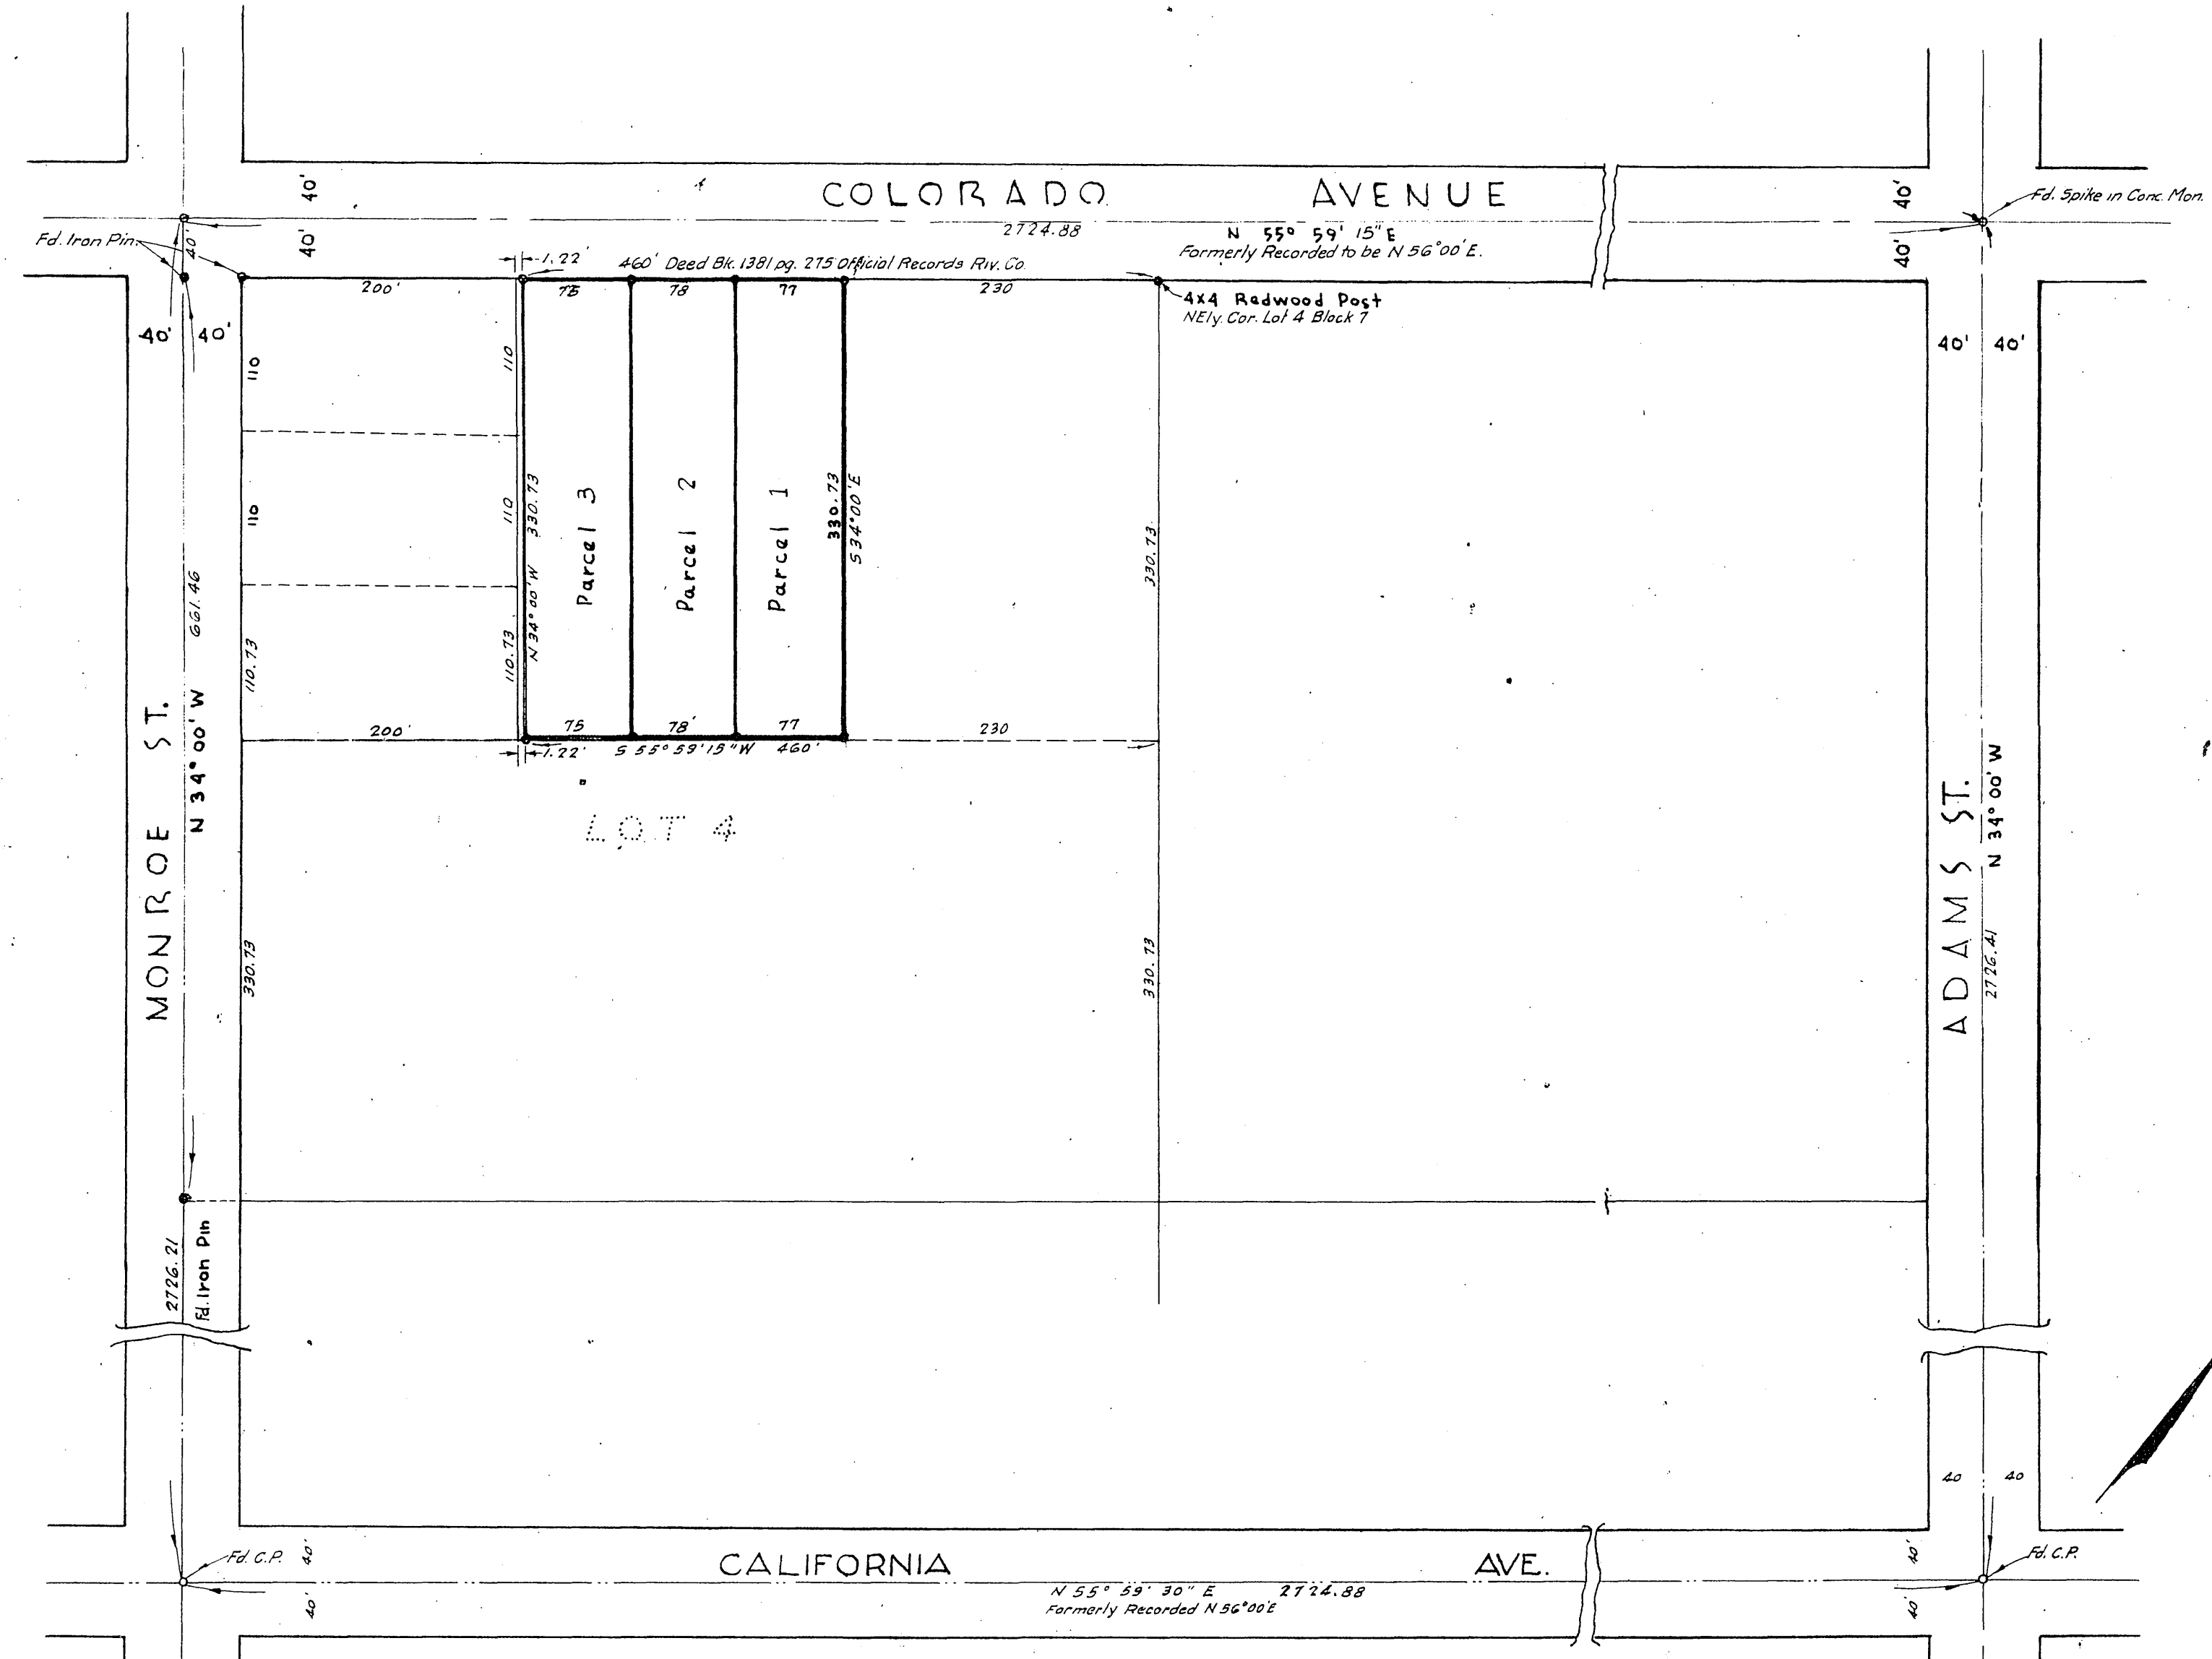 COLORADO AVENUE
2724.88
N 55° 59' 15" E
Formerly Recorded to be N 56°00' E.
40'
40'
40'
40'
Fd. Spike in Conc. Mon.
Fd. Iron Pin.
40'
1.22'
460' Deed Bk. 1381 pg. 275 Official Records Riv. Co.
200'
75
78
77
230
4x4 Redwood Post
NEly. Cor. Lot 4 Block 7
40'
40'
40'
40'
110
110
110
110
110.73
110.73
N 34° 00' W 330.73
Parcel 3
Parcel 2
Parcel 1
330.73
S 34°00' E
330.73
661.46
MONROE ST.
N 34° 00' W
200'
75
78'
77
230
1.22'
S 55° 59' 15" W 460'
LOT 4
330.73
330.73
ADAMS ST.
N 34° 00' W
2726.41
2726.21
Fd. Iron Pin
40
40
Fd. C.P.
40'
40'
CALIFORNIA AVE.
N 55° 59' 30" E 2724.88
Formerly Recorded N 56°00' E
40'
40'
Fd. C.P.